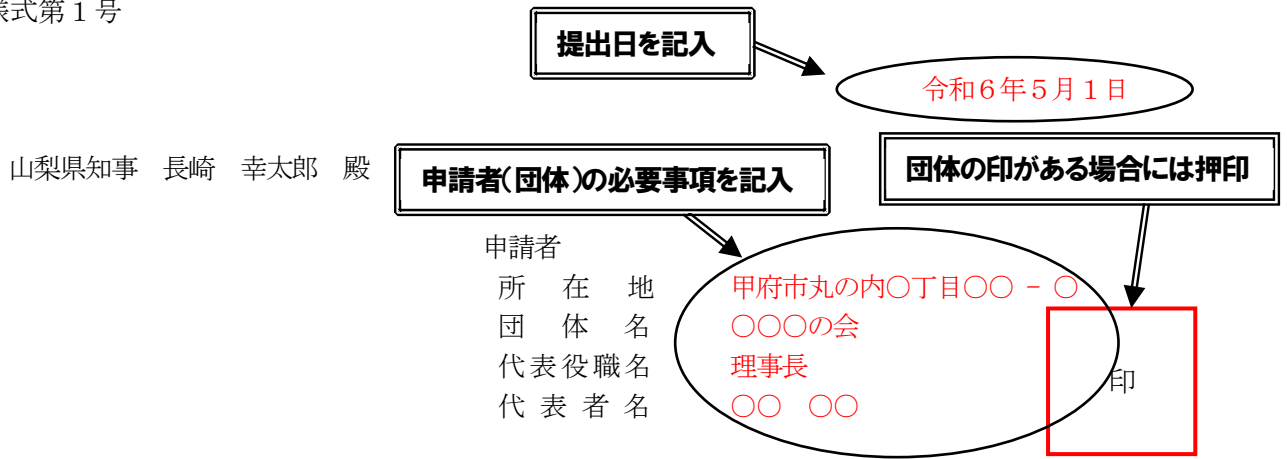 様式第1号
提出日を記入
令和6年5月1日
山梨県知事　長崎　幸太郎　殿
申請者(団体)の必要事項を記入
団体の印がある場合には押印
申請者
所　在　地　甲府市丸の内○丁目○○－○
団　体　名　○○○の会
代表役職名　理事長
代 表 者 名　○○　○○
印